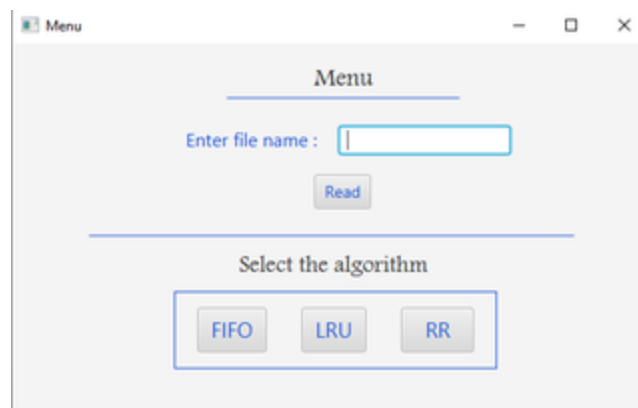 Menu
Menu
Enter file name :
Read
Select the algorithm
FIFO LRU RR